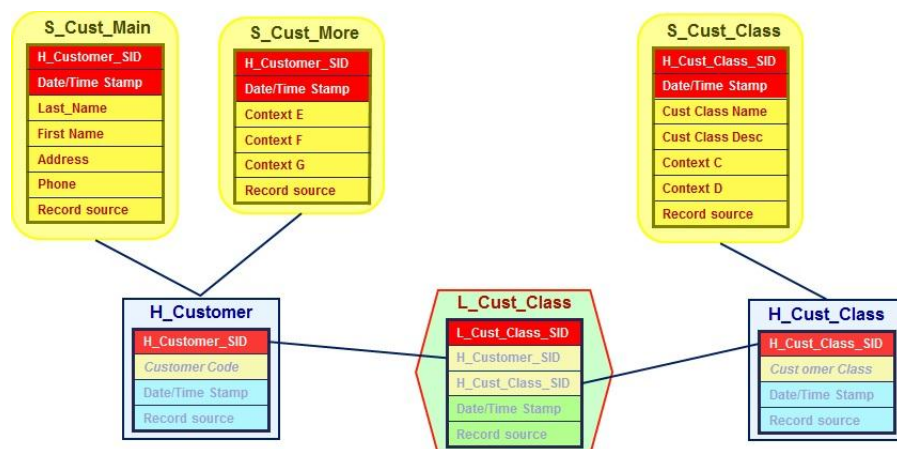 S_Cust_Main
H_Customer_SID
Date/Time Stamp
Last_Name
First Name
Address
Phone
Record source
S_Cust_More
H_Customer_SID
Date/Time Stamp
Context E
Context F
Context G
Record source
S_Cust_Class
H_Cust_Class_SID
Date/Time Stamp
Cust Class Name
Cust Class Desc
Context C
Context D
Record source
H_Customer
H_Customer_SID
Customer Code
Date/Time Stamp
Record source
L_Cust_Class
L_Cust_Class_SID
H_Customer_SID
H_Cust_Class_SID
Date/Time Stamp
Record source
H_Cust_Class
H_Cust_Class_SID
Customer Class
Date/Time Stamp
Record source